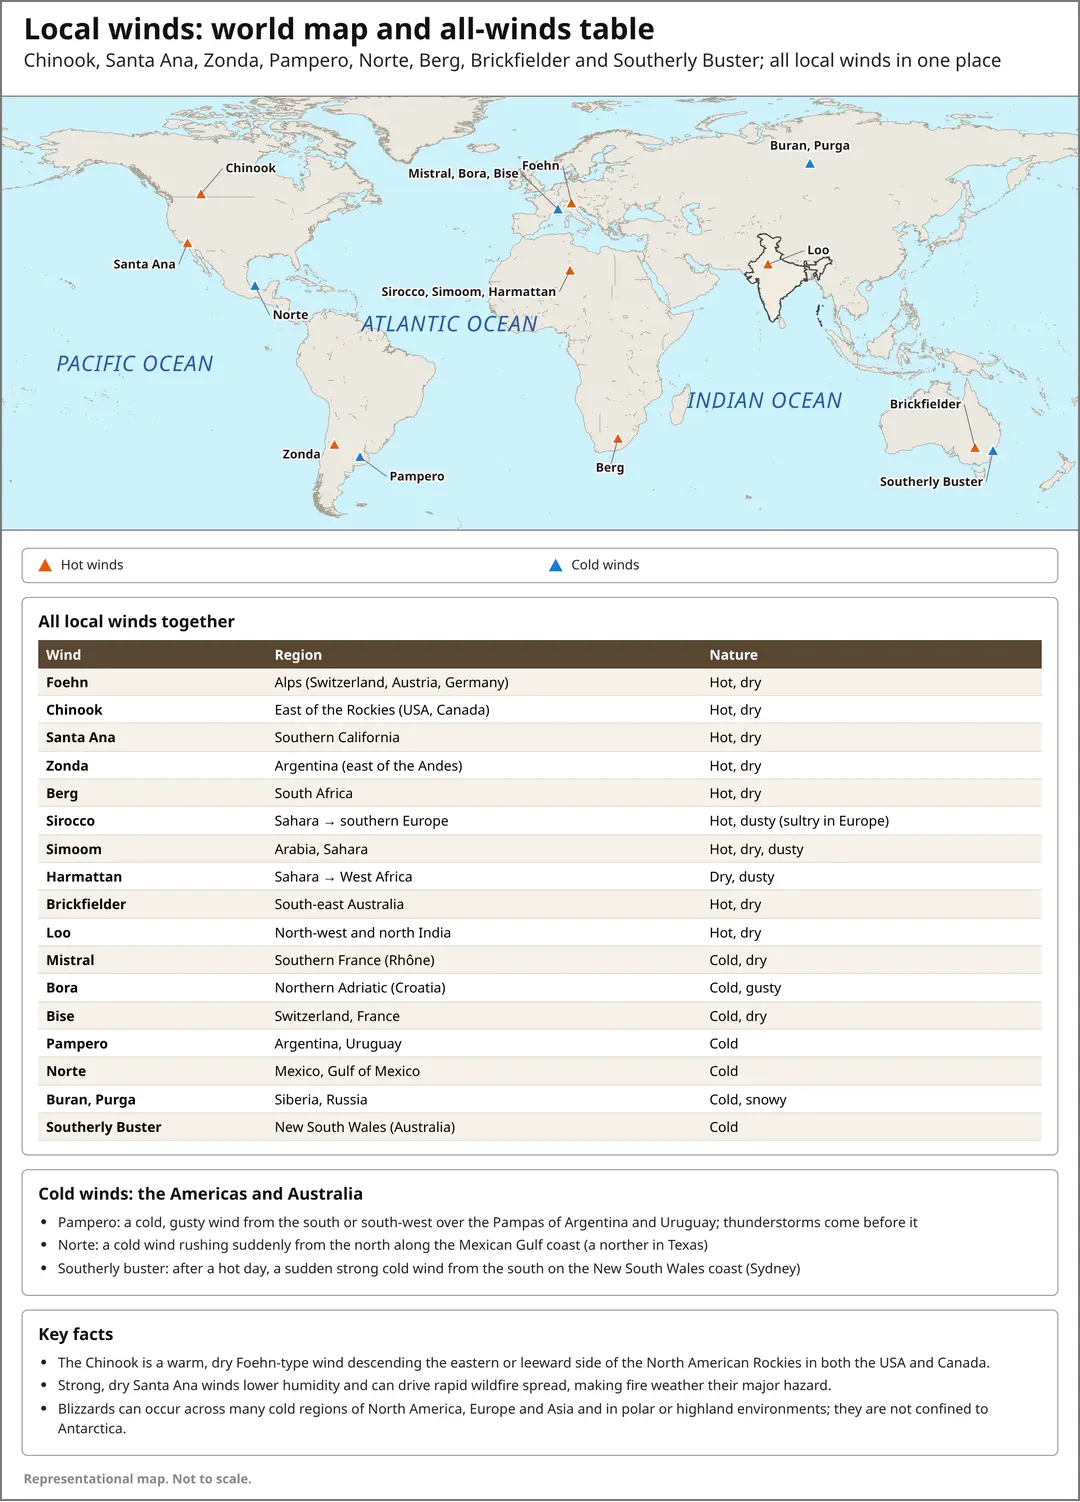 Local winds: world map and all-winds table
Chinook, Santa Ana, Zonda, Pampero, Norte, Berg, Brickfielder and Southerly Buster; all local winds in one place
Buran, Purga
Chinook
Foehn
Mistral, Bora, Bise
Loo
Santa Ana
Sirocco, Simoom, Harmattan
Norte
ATLANTIC OCEAN
PACIFIC OCEAN
INDIAN OCEAN
Brickfielder
Zonda
Berg
Pampero
Southerly Buster
Hot winds
Cold winds
All local winds together
Wind Region Nature
Foehn Alps (Switzerland, Austria, Germany) Hot, dry
Chinook East of the Rockies (USA, Canada) Hot, dry
Santa Ana Southern California Hot, dry
Zonda Argentina (east of the Andes) Hot, dry
Berg South Africa Hot, dry
Sirocco Sahara → southern Europe Hot, dusty (sultry in Europe)
Simoom Arabia, Sahara Hot, dry, dusty
Harmattan Sahara → West Africa Dry, dusty
Brickfielder South-east Australia Hot, dry
Loo North-west and north India Hot, dry
Mistral Southern France (Rhône) Cold, dry
Bora Northern Adriatic (Croatia) Cold, gusty
Bise Switzerland, France Cold, dry
Pampero Argentina, Uruguay Cold
Norte Mexico, Gulf of Mexico Cold
Buran, Purga Siberia, Russia Cold, snowy
Southerly Buster New South Wales (Australia) Cold
Cold winds: the Americas and Australia
• Pampero: a cold, gusty wind from the south or south-west over the Pampas of Argentina and Uruguay; thunderstorms come before it
• Norte: a cold wind rushing suddenly from the north along the Mexican Gulf coast (a norther in Texas)
• Southerly buster: after a hot day, a sudden strong cold wind from the south on the New South Wales coast (Sydney)
Key facts
• The Chinook is a warm, dry Foehn-type wind descending the eastern or leeward side of the North American Rockies in both the USA and Canada.
• Strong, dry Santa Ana winds lower humidity and can drive rapid wildfire spread, making fire weather their major hazard.
• Blizzards can occur across many cold regions of North America, Europe and Asia and in polar or highland environments; they are not confined to
Antarctica.
Representational map. Not to scale.